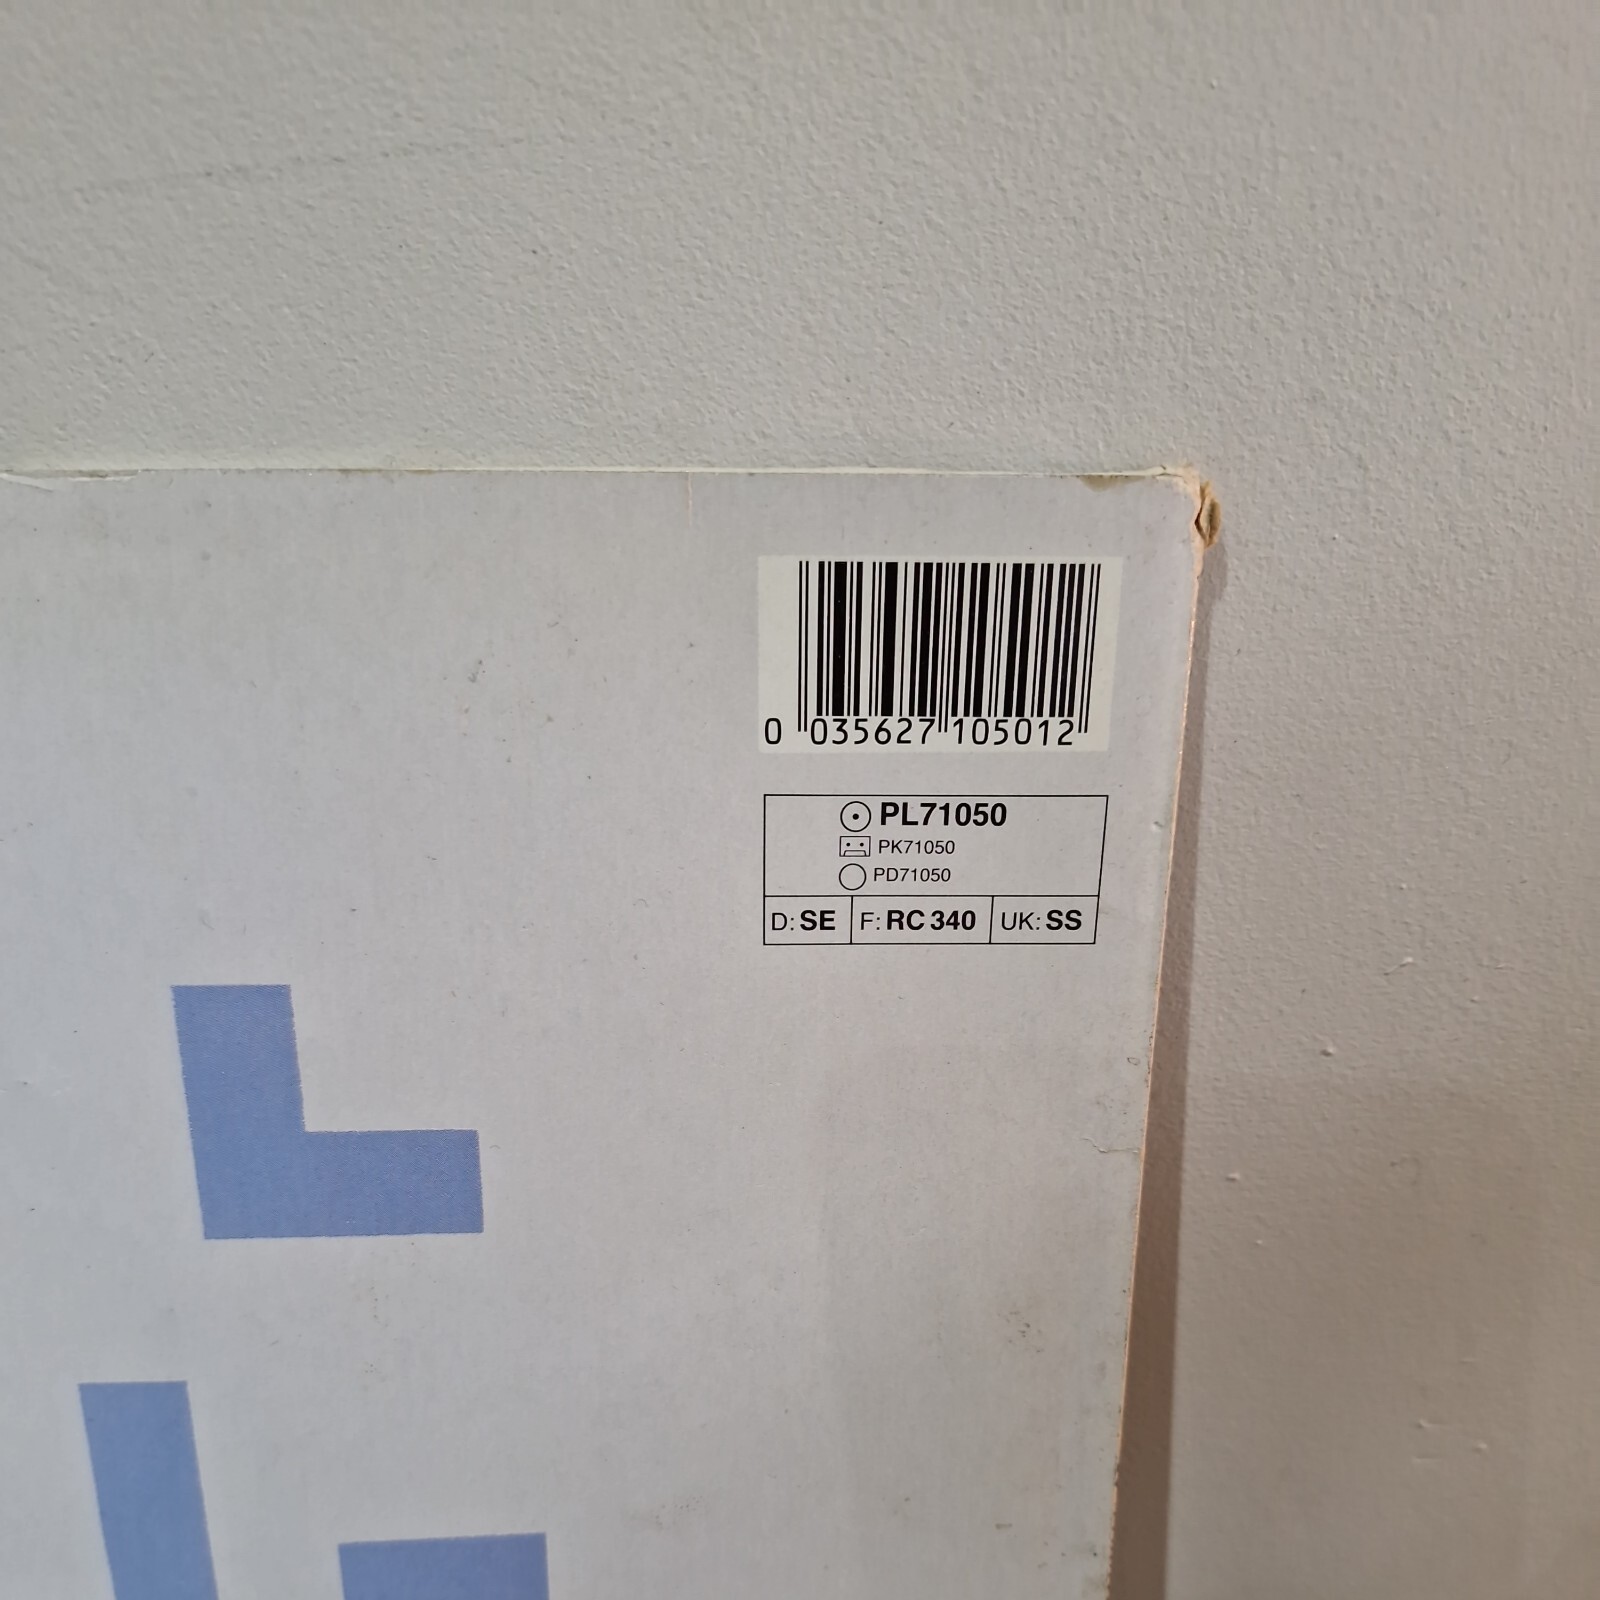 0 035627 105012
PL71050
PK71050
PD71050
D: SE F: RC 340 UK: SS